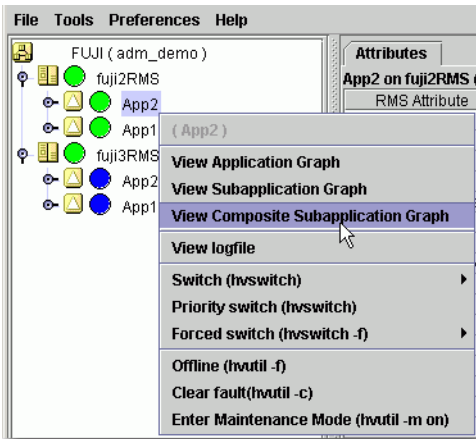 File Tools Preferences Help
FUJI ( adm_demo )
fuji2RMS
App2
App1
fuji3RMS
App2
App1
Attributes
App2 on fuji2RMS (
RMS Attribute
( App2 )
View Application Graph
View Subapplication Graph
View Composite Subapplication Graph
View logfile
Switch (hvswitch)
Priority switch (hvswitch)
Forced switch (hvswitch -f)
Offline (hvutil -f)
Clear fault(hvutil -c)
Enter Maintenance Mode (hvutil -m on)